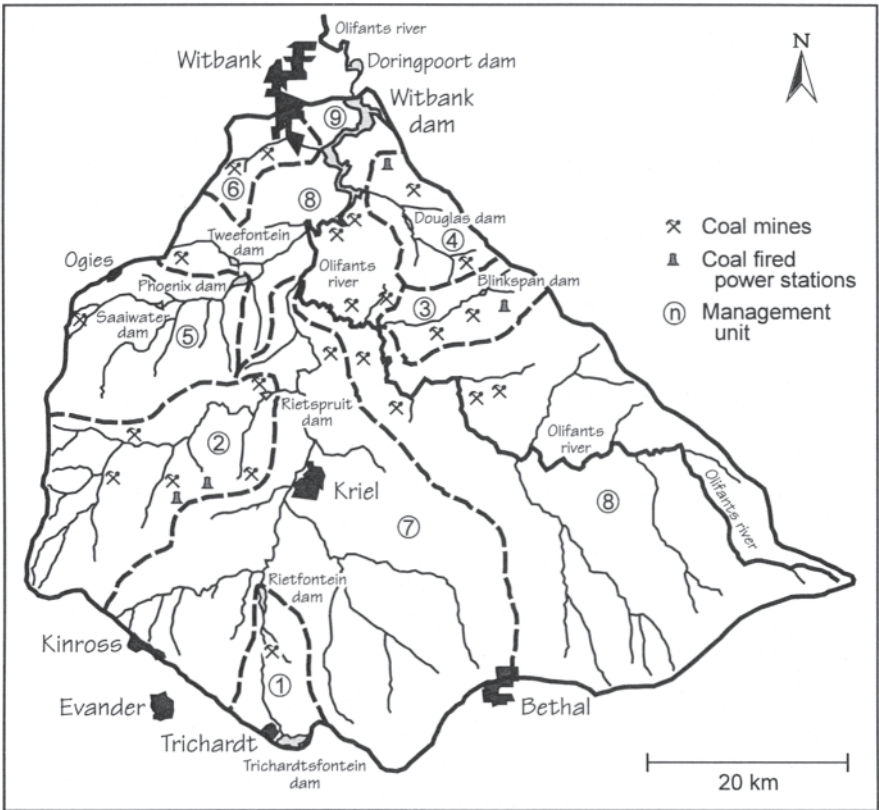 Olifants river
Witbank
Doringpoort dam
N
Witbank
dam
9
6
8
Douglas dam
Coal mines
Tweefontein
dam
4
Ogies
Olifants
river
Blinkspan dam
Coal fired
power stations
Phoenix dam
3
Saaiwater
dam
n
Management
unit
5
Rietspruit
dam
2
Olifants
river
Kriel
Olifants river
8
7
Rietfontein
dam
Kinross
1
Evander
Bethal
Trichardt
Trichardtsfontein
dam
20 km